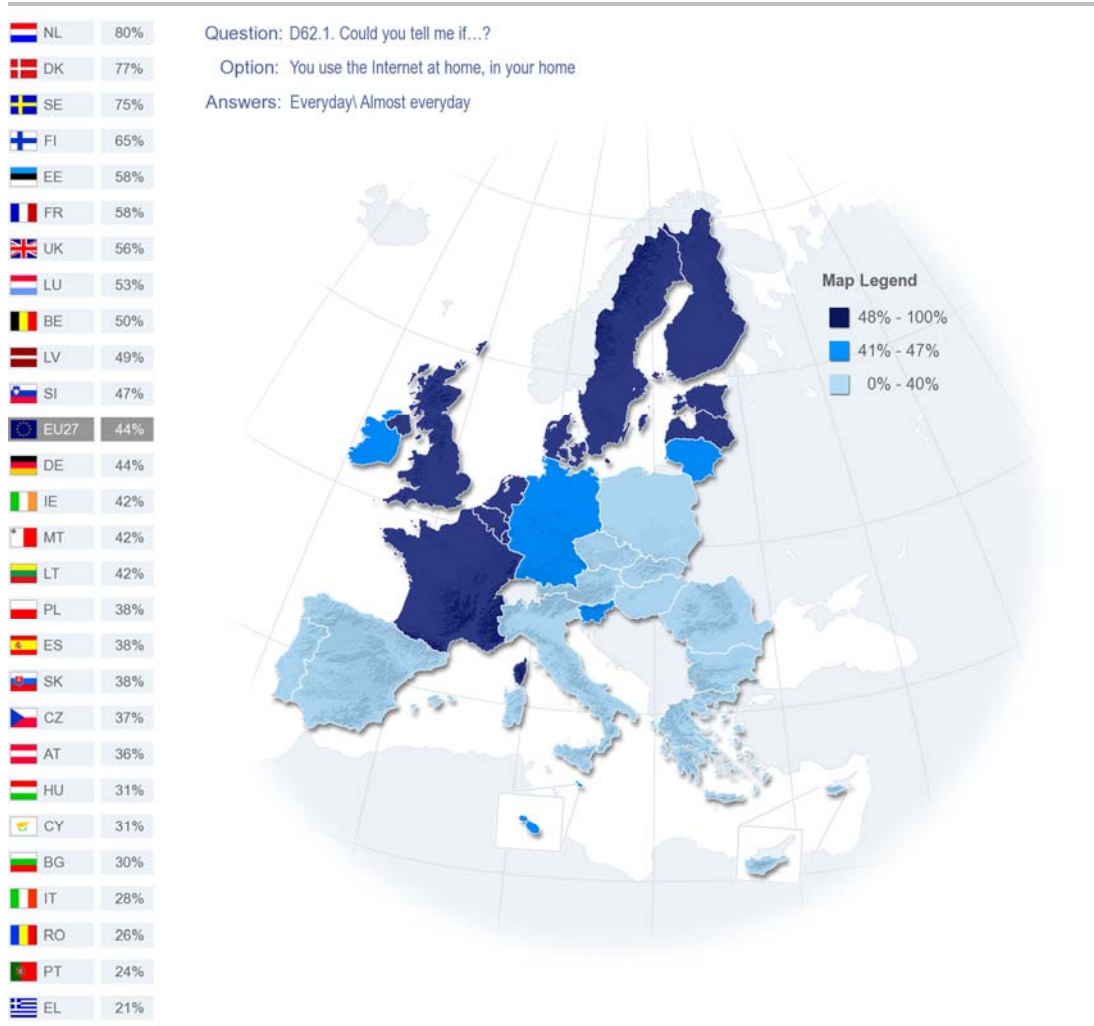 NL 80%
DK 77%
SE 75%
FI 65%
EE 58%
FR 58%
UK 56%
LU 53%
BE 50%
LV 49%
SI 47%
EU27 44%
DE 44%
IE 42%
MT 42%
LT 42%
PL 38%
ES 38%
SK 38%
CZ 37%
AT 36%
HU 31%
CY 31%
BG 30%
IT 28%
RO 26%
PT 24%
EL 21%
Question: D62.1. Could you tell me if…?
Option: You use the Internet at home, in your home
Answers: Everyday\ Almost everyday
Map Legend
48% - 100%
41% - 47%
0% - 40%